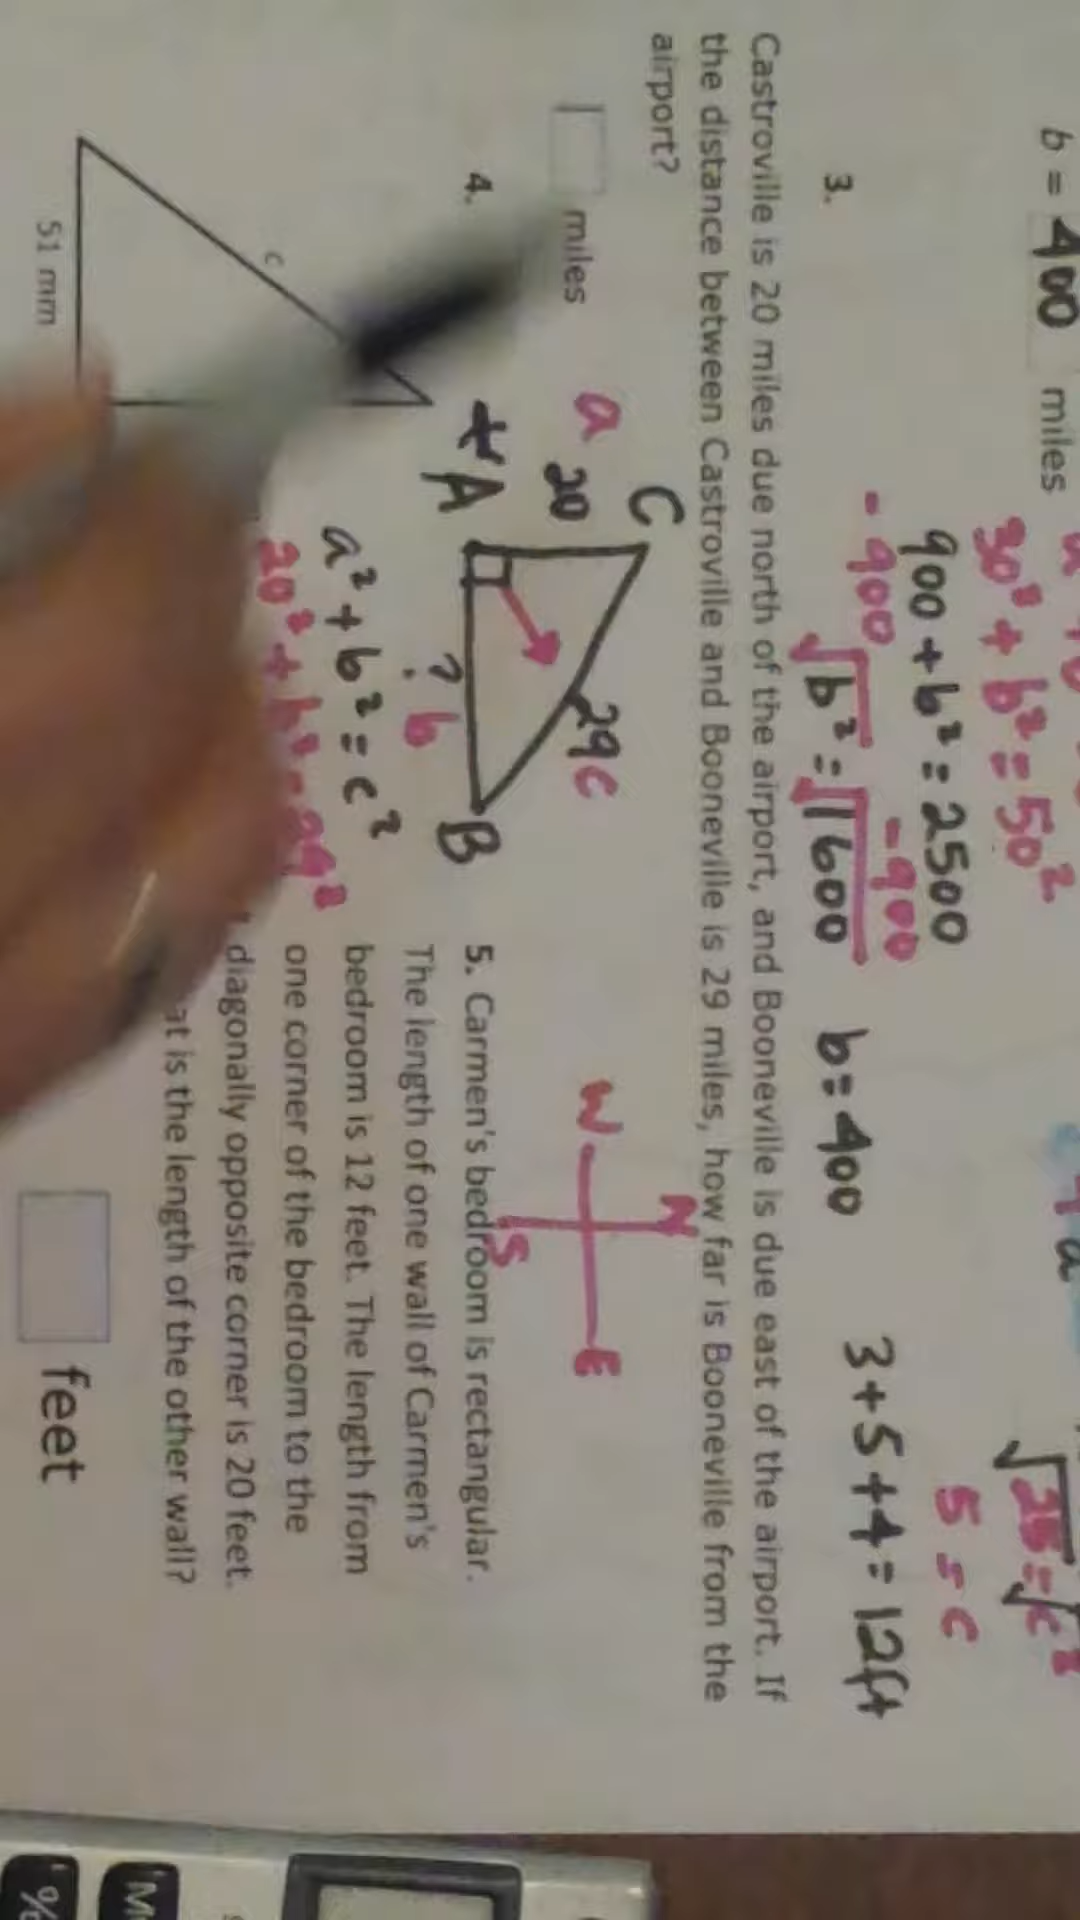 b = 400 miles
30² + b² = 50²
900 + b² = 2500
- 900 - 900
√b² = √1600 b = 400
5 = c
3 + 5 + 4 = 12ft
3.
Castroville is 20 miles due north of the airport, and Booneville is due east of the airport. If
the distance between Castroville and Booneville is 29 miles, how far is Booneville from the
airport?
miles
C
a 20
29 c
A
? b
B
a² + b² = c²
N
W
E
S
4.
c
51 mm
5. Carmen's bedroom is rectangular.
The length of one wall of Carmen's
bedroom is 12 feet. The length from
one corner of the bedroom to the
diagonally opposite corner is 20 feet.
is the length of the other wall?
feet
%